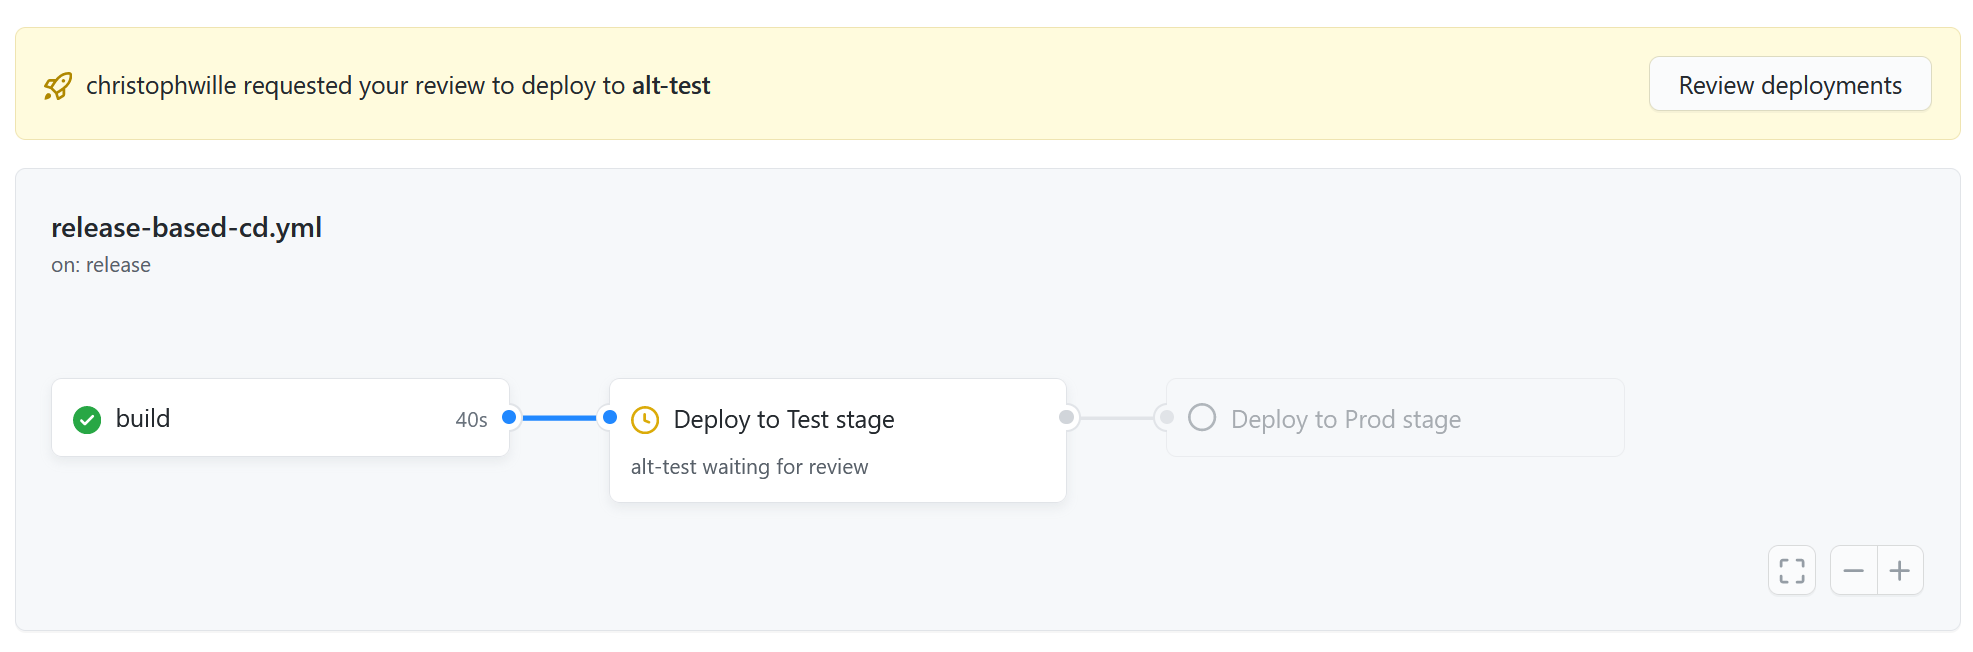 christophwille requested your review to deploy to alt-test
Review deployments
release-based-cd.yml
on: release
build
40s
Deploy to Test stage
alt-test waiting for review
Deploy to Prod stage